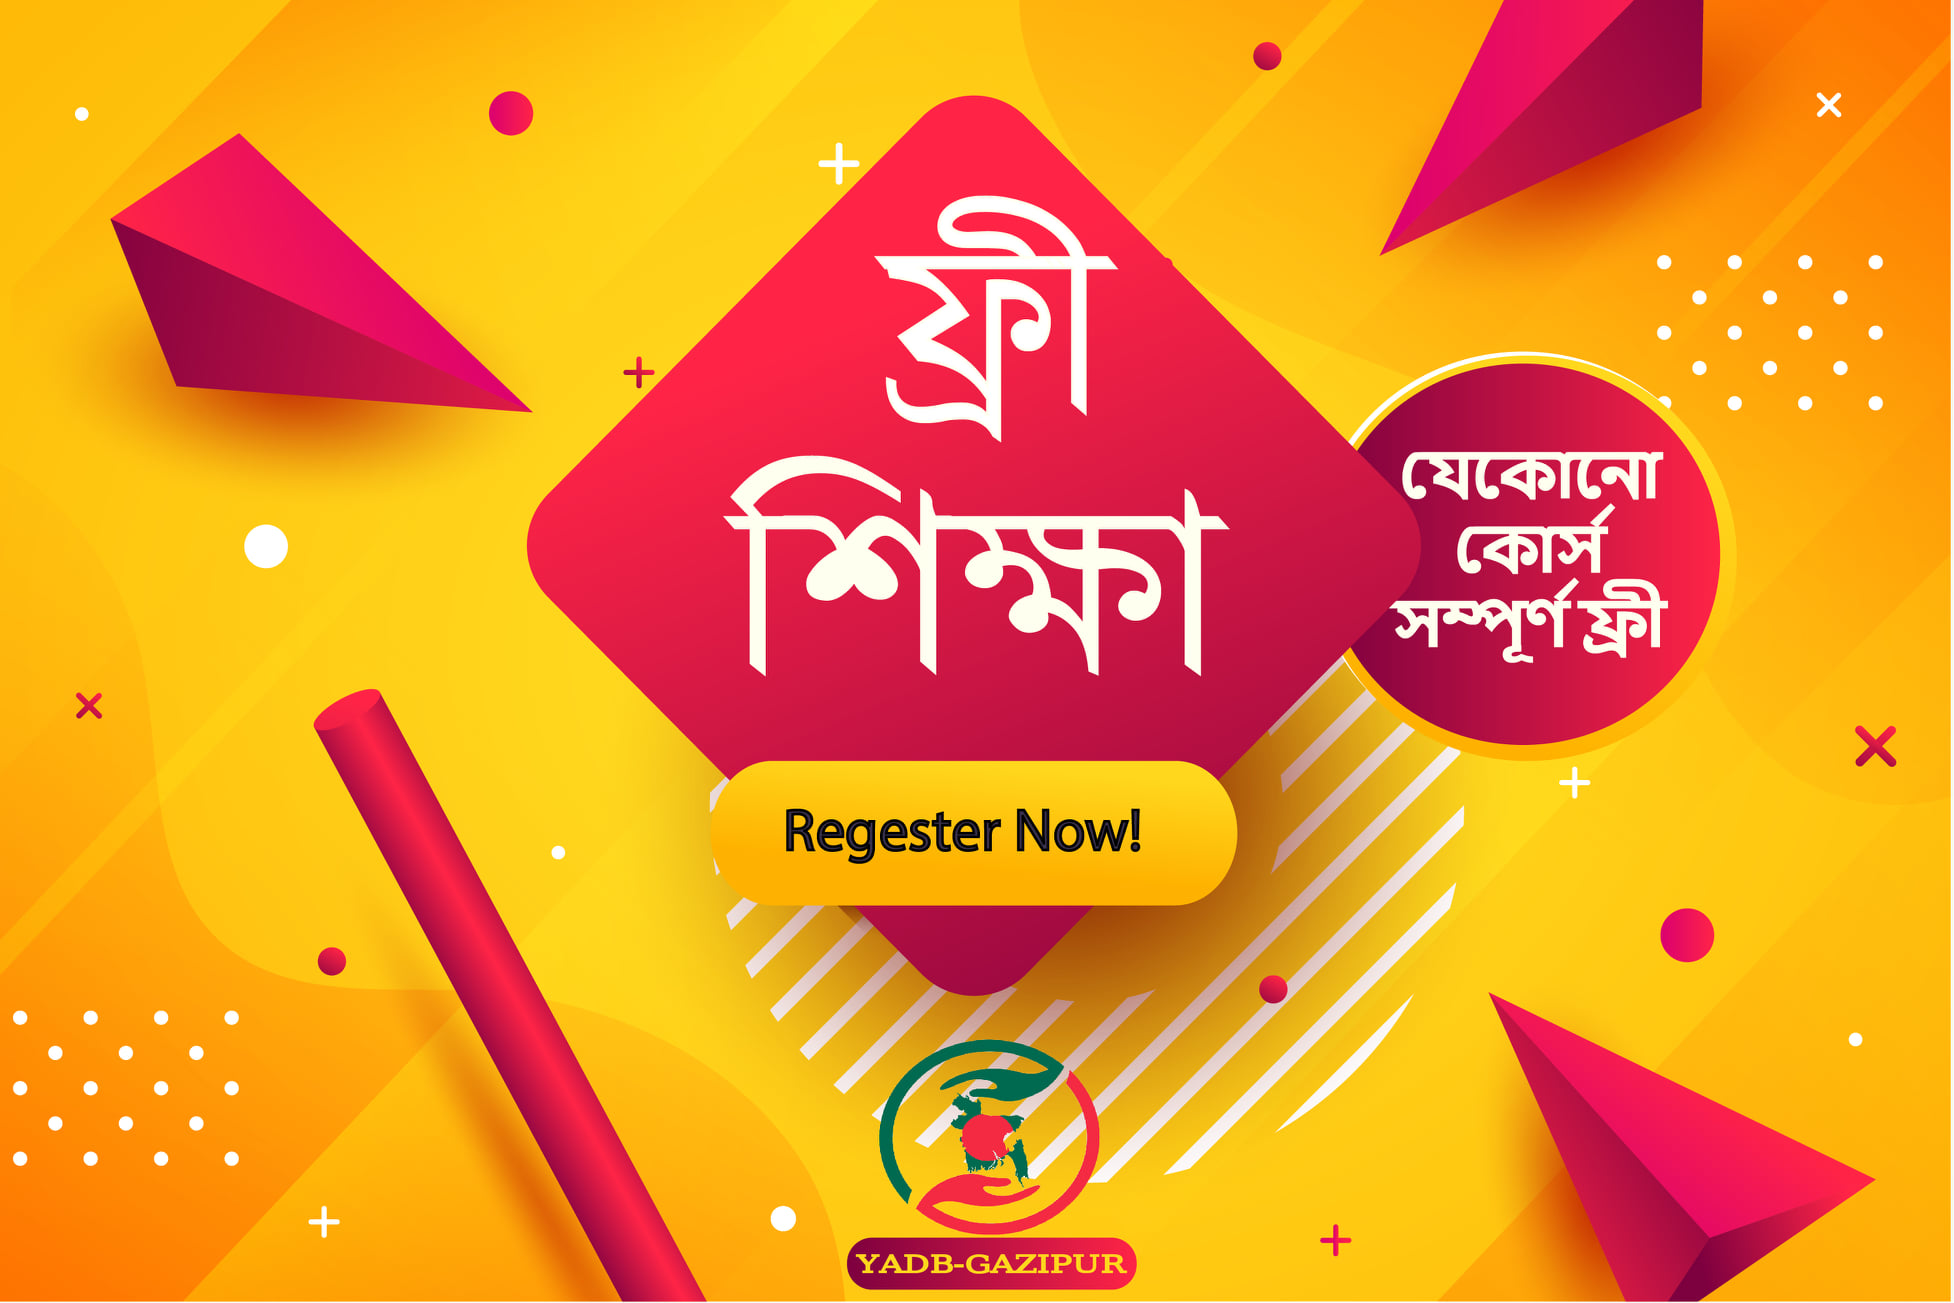 ফ্রী
শিক্ষা
যেকোনো
কোর্স
সম্পূর্ণ ফ্রী
Regester Now!
YADB-GAZIPUR